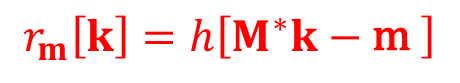 r_𝐦[𝐤] = h[𝐌*𝐤 − 𝐦 ]